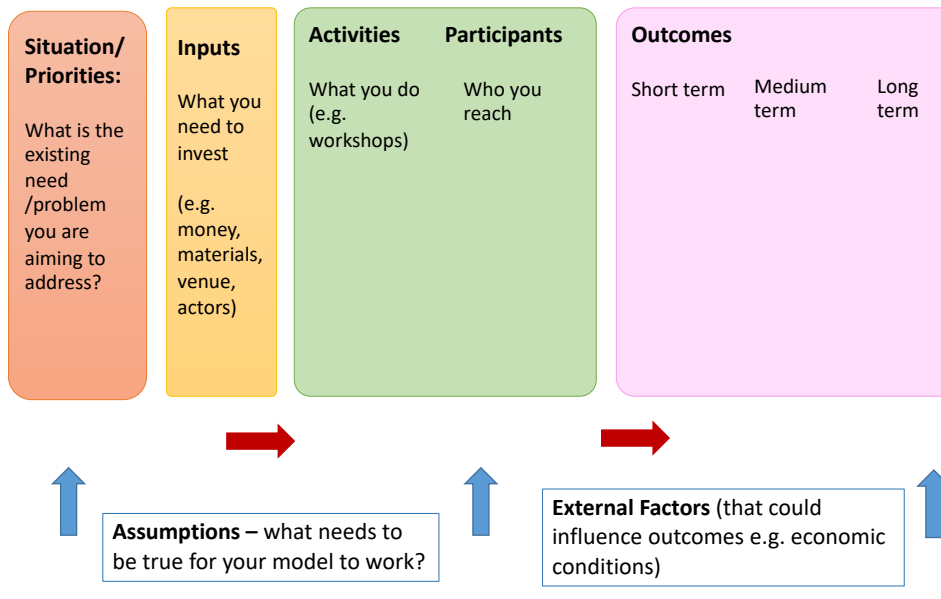 Situation/
Priorities:
What is the
existing
need
/problem
you are
aiming to
address?
Inputs
What you
need to
invest
(e.g.
money,
materials,
venue,
actors)
Activities
What you do
(e.g.
workshops)
Participants
Who you
reach
Outcomes
Short term
Medium
term
Long
term
Assumptions – what needs to
be true for your model to work?
External Factors (that could
influence outcomes e.g. economic
conditions)